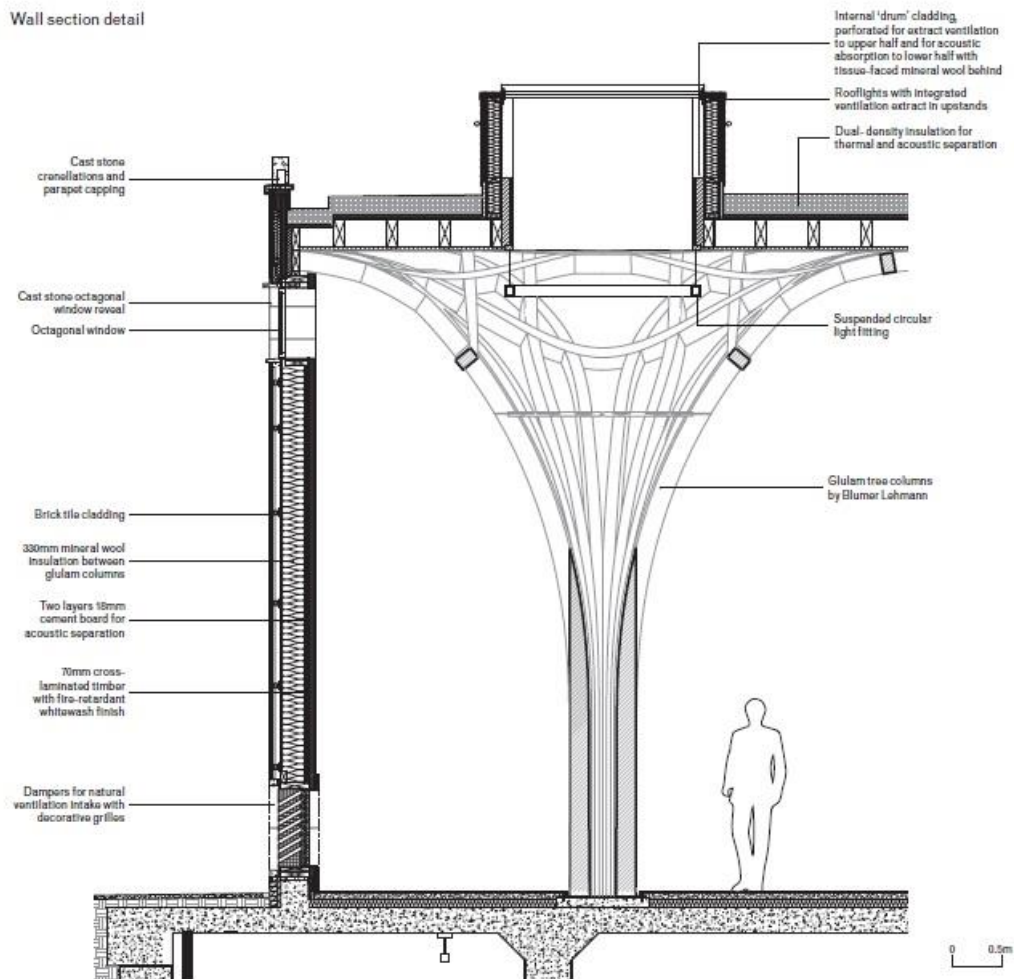 Wall section detail
Internal 'drum' cladding,
perforated for extract ventilation
to upper half and for acoustic
absorption to lower half with
tissue-faced mineral wool behind
Rooflights with integrated
ventilation extract in upstands
Dual-density insulation for
thermal and acoustic separation
Cast stone
crenellations and
parapet capping
Cast stone octagonal
window reveal
Octagonal window
Suspended circular
light fitting
Glulam tree columns
by Blumer Lehmann
Brick tile cladding
330mm mineral wool
insulation between
glulam columns
Two layers 18mm
cement board for
acoustic separation
70mm cross-
laminated timber
with fire-retardant
whitewash finish
Dampers for natural
ventilation intake with
decorative grilles
0 0.5m